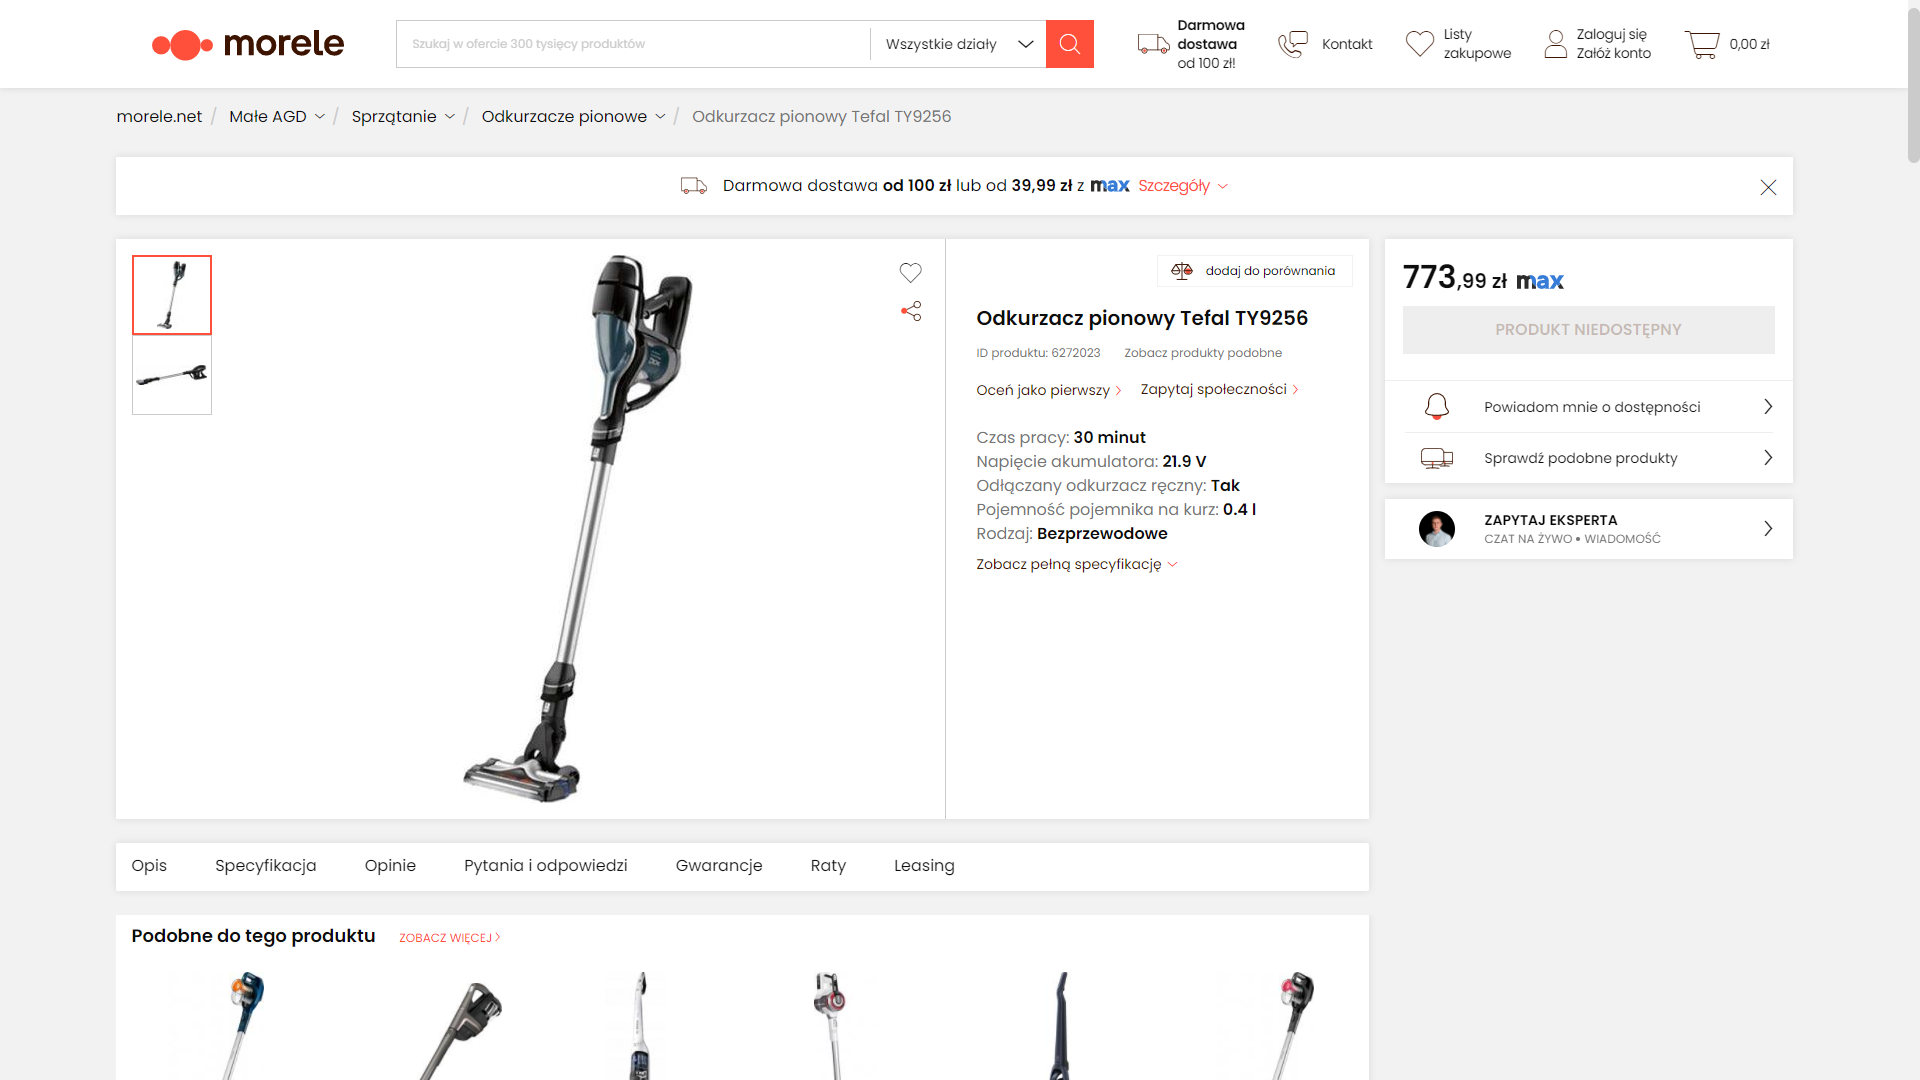 morele
Szukaj w ofercie 300 tysięcy produktów
Wszystkie działy
Darmowa
dostawa
od 100 zł!
Kontakt
Listy
zakupowe
Zaloguj się
Załóż konto
0,00 zł
morele.net / Małe AGD / Sprzątanie / Odkurzacze pionowe / Odkurzacz pionowy Tefal TY9256
Darmowa dostawa od 100 zł lub od 39,99 zł z max Szczegóły
dodaj do porównania
Odkurzacz pionowy Tefal TY9256
ID produktu: 6272023 Zobacz produkty podobne
Oceń jako pierwszy Zapytaj społeczności
Czas pracy: 30 minut
Napięcie akumulatora: 21.9 V
Odłączany odkurzacz ręczny: Tak
Pojemność pojemnika na kurz: 0.4 l
Rodzaj: Bezprzewodowe
Zobacz pełną specyfikację
773,99 zł max
PRODUKT NIEDOSTĘPNY
Powiadom mnie o dostępności
Sprawdź podobne produkty
ZAPYTAJ EKSPERTA
CZAT NA ŻYWO • WIADOMOŚĆ
Opis Specyfikacja Opinie Pytania i odpowiedzi Gwarancje Raty Leasing
Podobne do tego produktu ZOBACZ WIĘCEJ